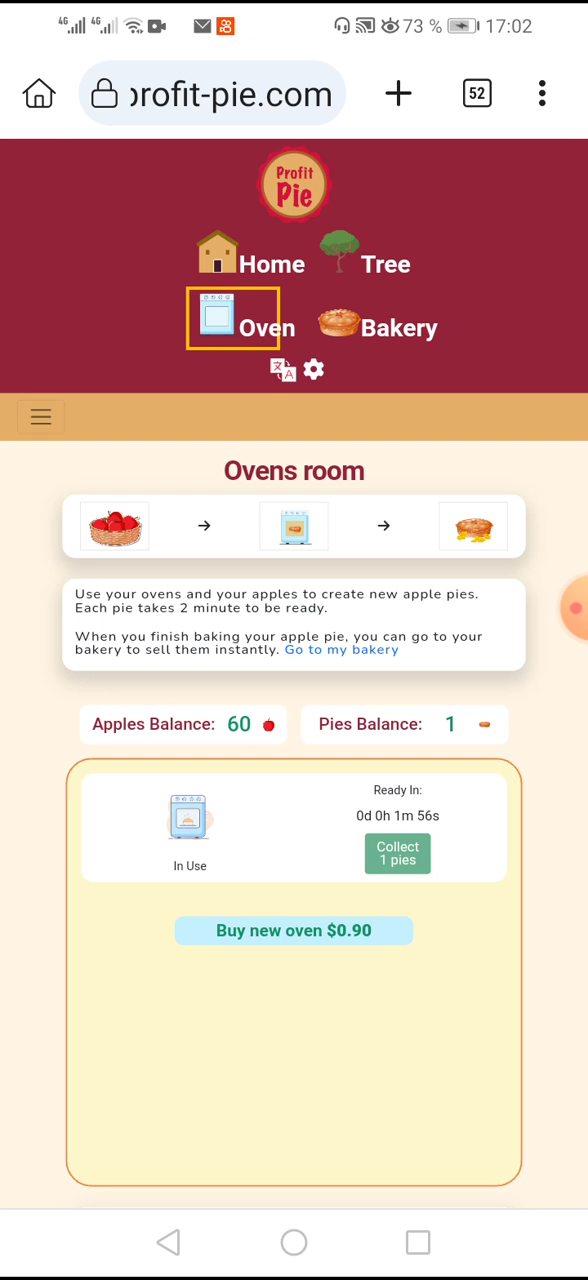 4G 4G 73 % 17:02
profit-pie.com 52
Profit
Pie
Home Tree
Oven Bakery
文 A
Ovens room
→ →
Use your ovens and your apples to create new apple pies.
Each pie takes 2 minute to be ready.
When you finish baking your apple pie, you can go to your
bakery to sell them instantly. Go to my bakery
Apples Balance: 60 Pies Balance: 1
Ready In:
0d 0h 1m 56s
Collect
1 pies
In Use
Buy new oven $0.90